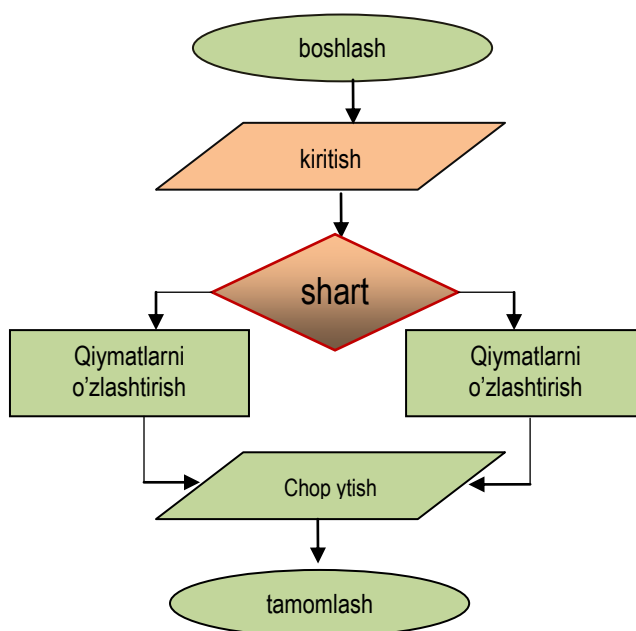 boshlash
kiritish
shart
Qiymatlarni
o'zlashtirish
Qiymatlarni
o'zlashtirish
Chop ytish
tamomlash